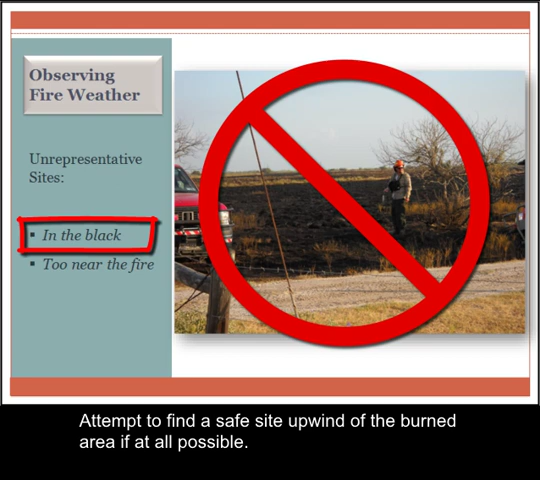 Observing
Fire Weather
Unrepresentative
Sites:
▪ In the black
▪ Too near the fire
Attempt to find a safe site upwind of the burned
area if at all possible.